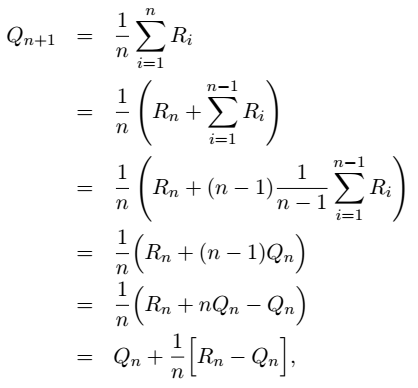 $Q_{n+1} = \frac{1}{n} \sum_{i=1}^{n} R_i$
$= \frac{1}{n} \left( R_n + \sum_{i=1}^{n-1} R_i \right)$
$= \frac{1}{n} \left( R_n + (n-1) \frac{1}{n-1} \sum_{i=1}^{n-1} R_i \right)$
$= \frac{1}{n} \Big( R_n + (n-1) Q_n \Big)$
$= \frac{1}{n} \Big( R_n + n Q_n - Q_n \Big)$
$= Q_n + \frac{1}{n} \Big[ R_n - Q_n \Big],$